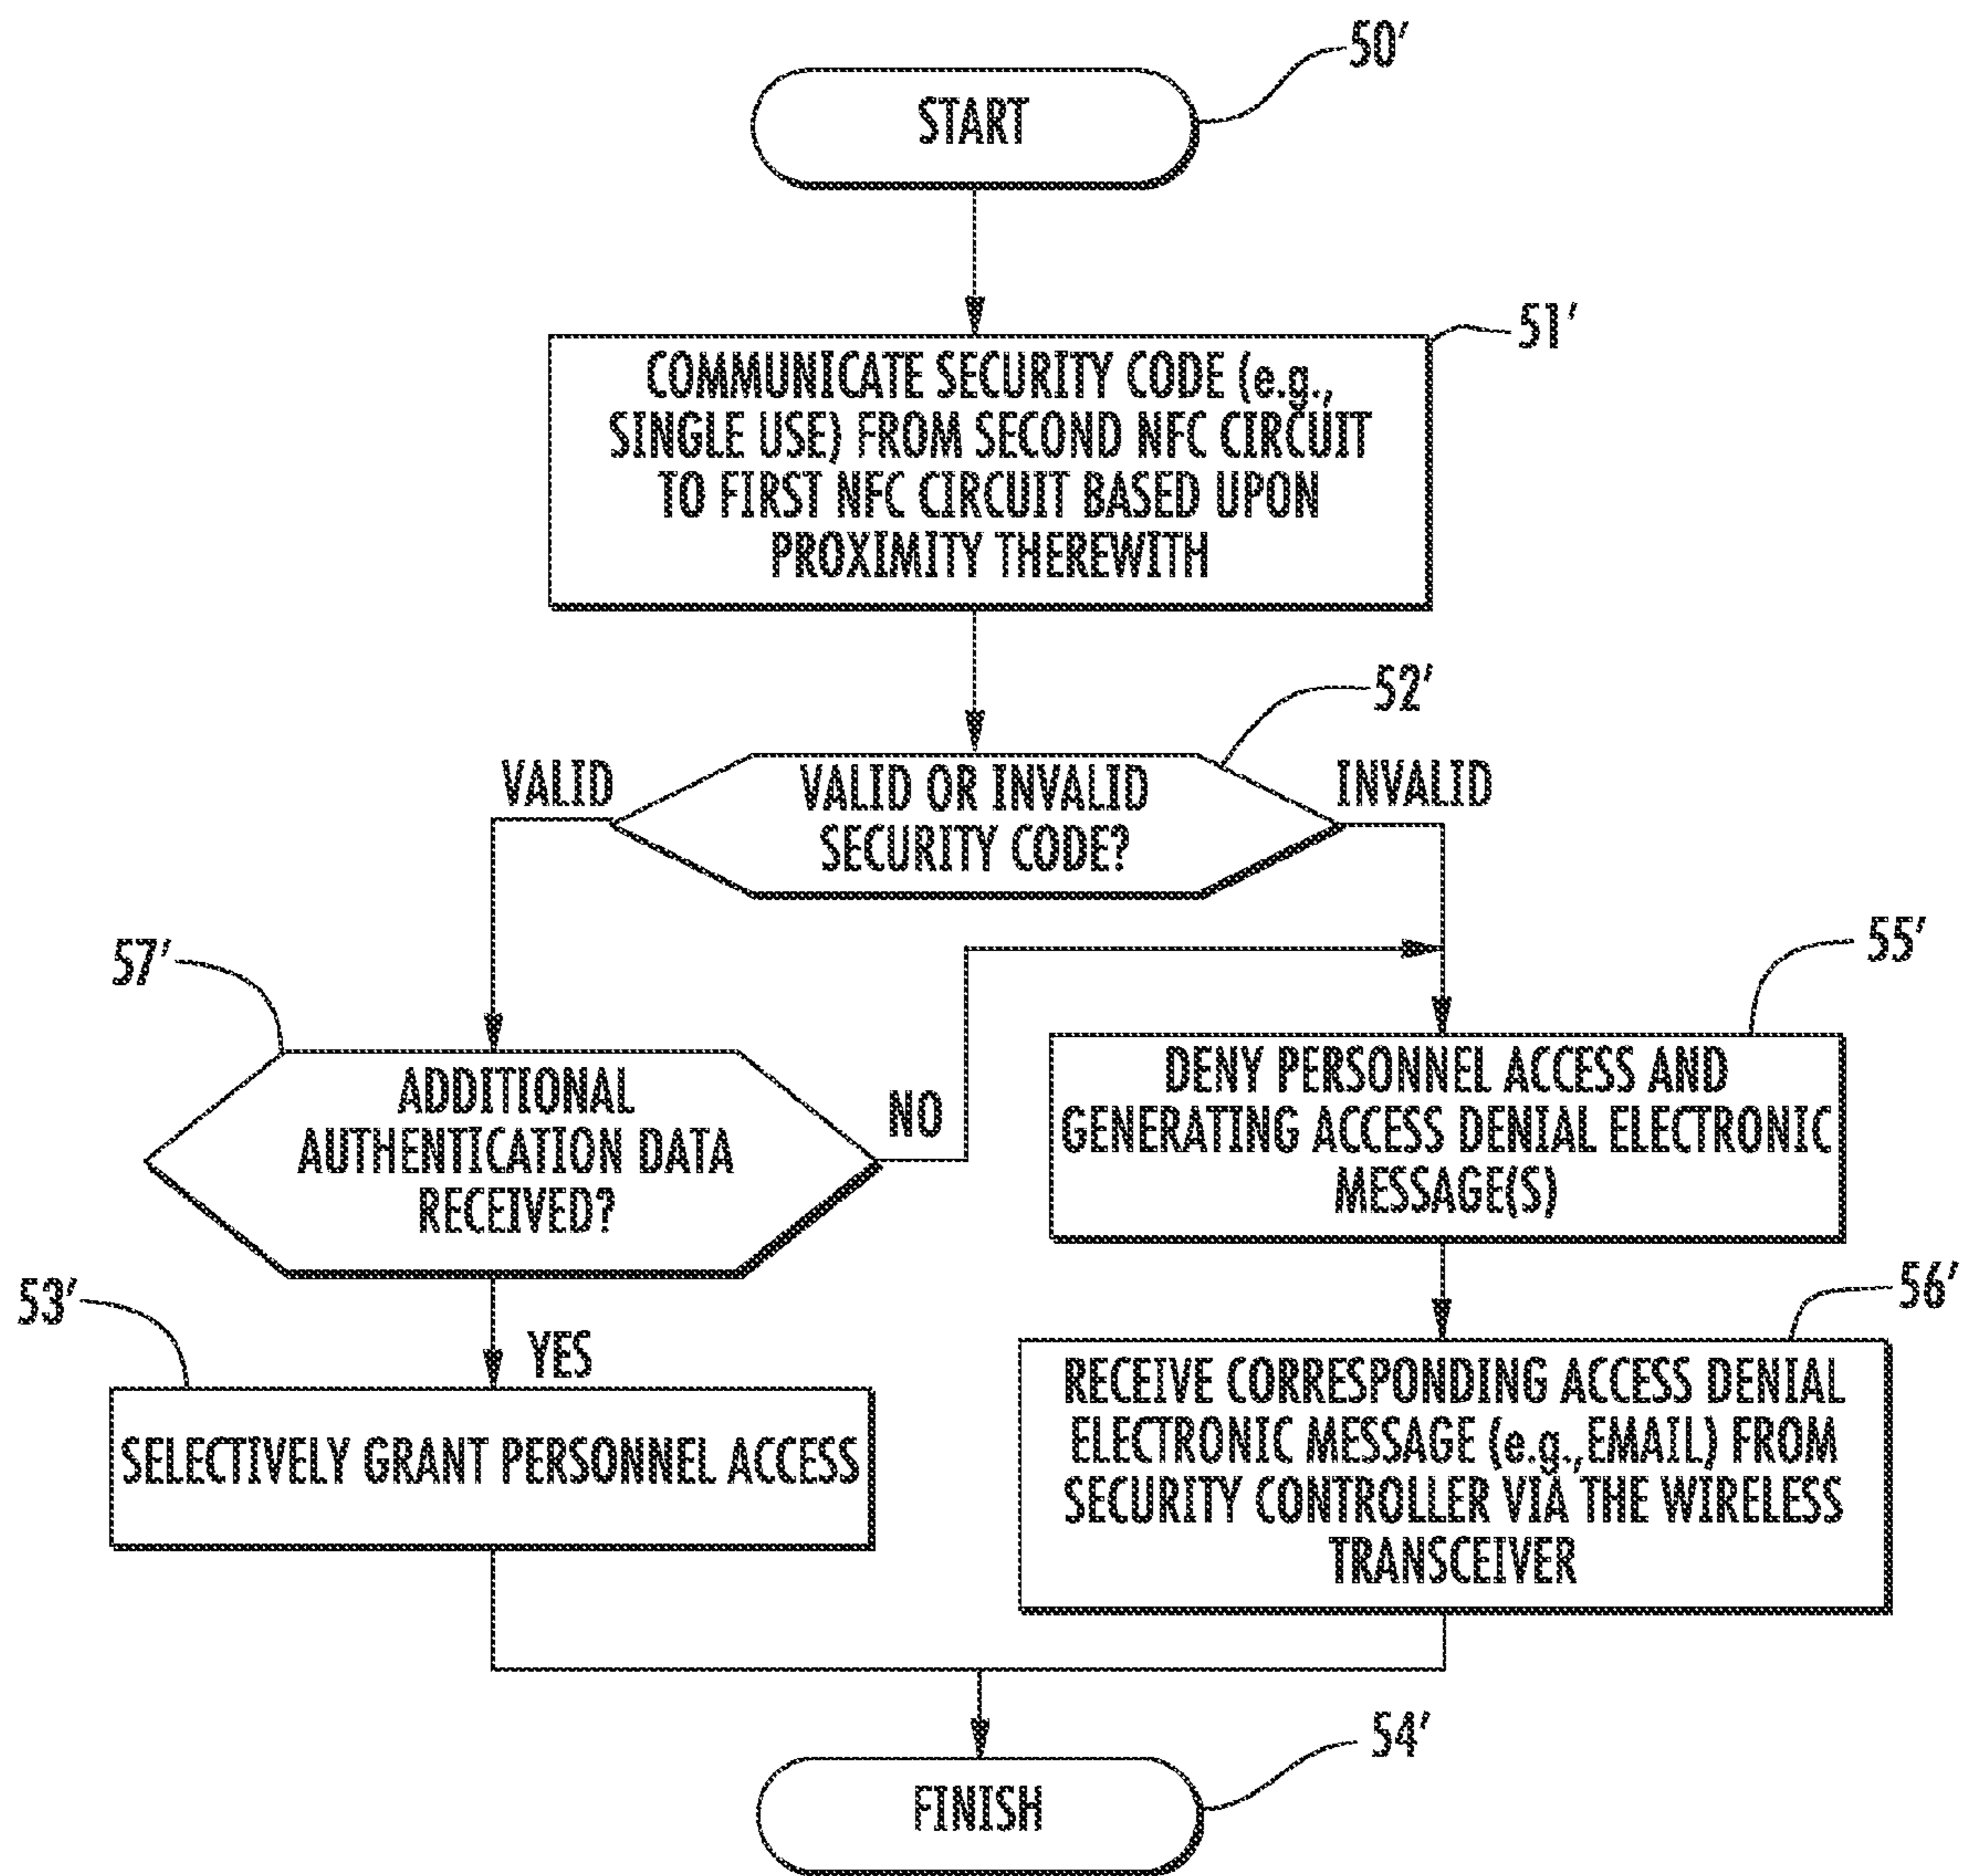 50'
START
51'
COMMUNICATE SECURITY CODE (e.g.,
SINGLE USE) FROM SECOND NFC CIRCUIT
TO FIRST NFC CIRCUIT BASED UPON
PROXIMITY THEREWITH
52'
VALID
VALID OR INVALID
SECURITY CODE?
INVALID
57'
55'
ADDITIONAL
AUTHENTICATION DATA
RECEIVED?
NO
DENY PERSONNEL ACCESS AND
GENERATING ACCESS DENIAL ELECTRONIC
MESSAGE(S)
53'
YES
56'
SELECTIVELY GRANT PERSONNEL ACCESS
RECEIVE CORRESPONDING ACCESS DENIAL
ELECTRONIC MESSAGE (e.g.,EMAIL) FROM
SECURITY CONTROLLER VIA THE WIRELESS
TRANSCEIVER
54'
FINISH